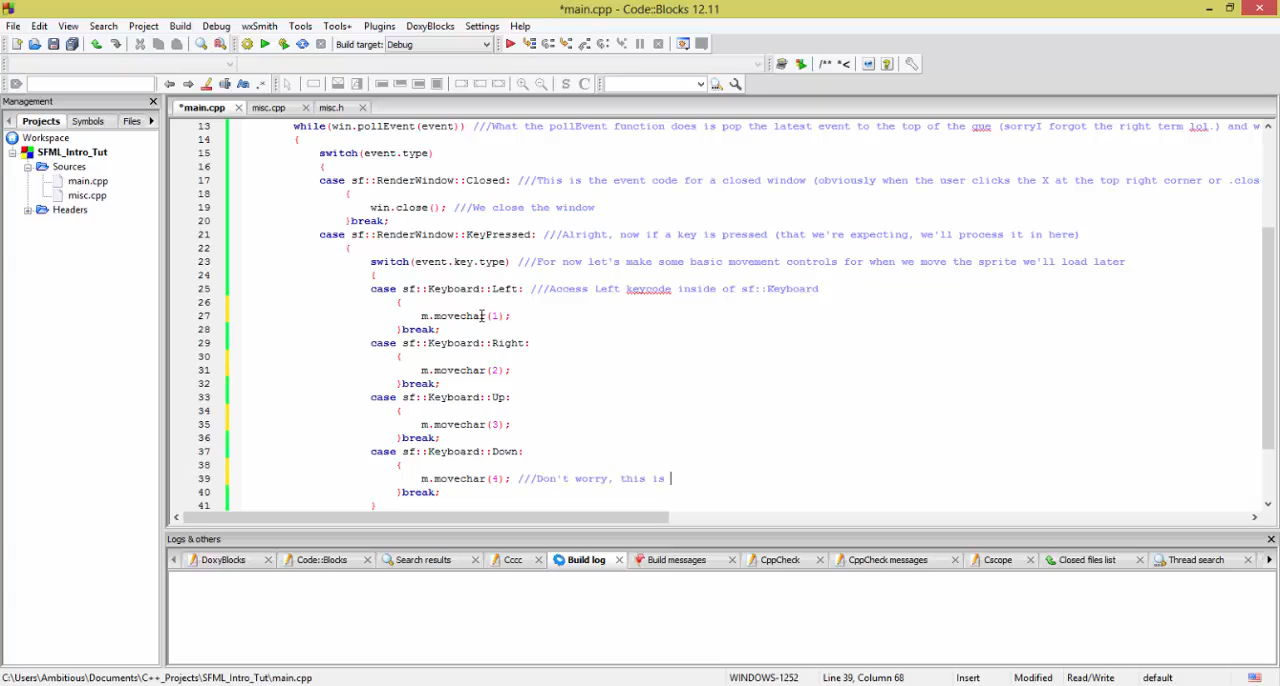 *main.cpp - Code::Blocks 12.11
File Edit View Search Project Build Debug wxSmith Tools Tools+ Plugins DoxyBlocks Settings Help
Build target: Debug
/** *<
S C
Management
Projects Symbols Files
*main.cpp misc.cpp misc.h
Workspace
SFML_Intro_Tut
Sources
main.cpp
misc.cpp
Headers
13 while(win.pollEvent(event)) ///What the pollEvent function does is pop the latest event to the top of the que (sorryI forgot the right term lol.) and w
14 {
15 switch(event.type)
16 {
17 case sf::RenderWindow::Closed: ///This is the event code for a closed window (obviously when the user clicks the X at the top right corner or .clos
18 {
19 win.close(); ///We close the window
20 }break;
21 case sf::RenderWindow::KeyPressed: ///Alright, now if a key is pressed (that we're expecting, we'll process it in here)
22 {
23 switch(event.key.type) ///For now let's make some basic movement controls for when we move the sprite we'll load later
24 {
25 case sf::Keyboard::Left: ///Access Left keycode inside of sf::Keyboard
26 {
27 m.movechar(1);
28 }break;
29 case sf::Keyboard::Right:
30 {
31 m.movechar(2);
32 }break;
33 case sf::Keyboard::Up:
34 {
35 m.movechar(3);
36 }break;
37 case sf::Keyboard::Down:
38 {
39 m.movechar(4); ///Don't worry, this is
40 }break;
41 }
Logs & others
DoxyBlocks Code::Blocks Search results Cccc Build log Build messages CppCheck CppCheck messages Cscope Closed files list Thread search
C:\Users\Ambitious\Documents\C++_Projects\SFML_Intro_Tut\main.cpp WINDOWS-1252 Line 39, Column 68 Insert Modified Read/Write default